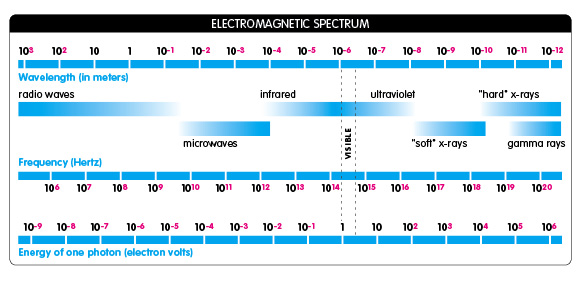 ELECTROMAGNETIC SPECTRUM
10³ 10² 10 1 10⁻¹ 10⁻² 10⁻³ 10⁻⁴ 10⁻⁵ 10⁻⁶ 10⁻⁷ 10⁻⁸ 10⁻⁹ 10⁻¹⁰ 10⁻¹¹ 10⁻¹²
Wavelength (in meters)
radio waves infrared ultraviolet "hard" x-rays
microwaves VISIBLE "soft" x-rays gamma rays
Frequency (Hertz)
10⁶ 10⁷ 10⁸ 10⁹ 10¹⁰ 10¹¹ 10¹² 10¹³ 10¹⁴ 10¹⁵ 10¹⁶ 10¹⁷ 10¹⁸ 10¹⁹ 10²⁰
10⁻⁹ 10⁻⁸ 10⁻⁷ 10⁻⁶ 10⁻⁵ 10⁻⁴ 10⁻³ 10⁻² 10⁻¹ 1 10 10² 10³ 10⁴ 10⁵ 10⁶
Energy of one photon (electron volts)